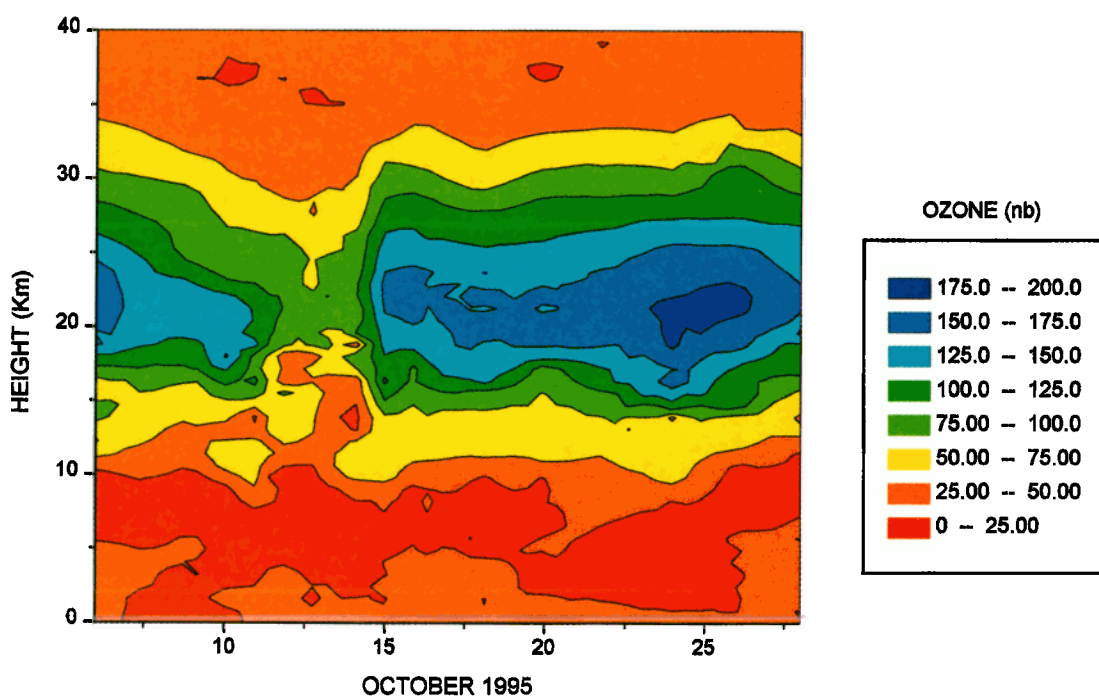 40
30
20
10
0
HEIGHT (Km)
10
15
20
25
OCTOBER 1995
OZONE (nb)
175.0 -- 200.0
150.0 -- 175.0
125.0 -- 150.0
100.0 -- 125.0
75.00 -- 100.0
50.00 -- 75.00
25.00 -- 50.00
0 -- 25.00